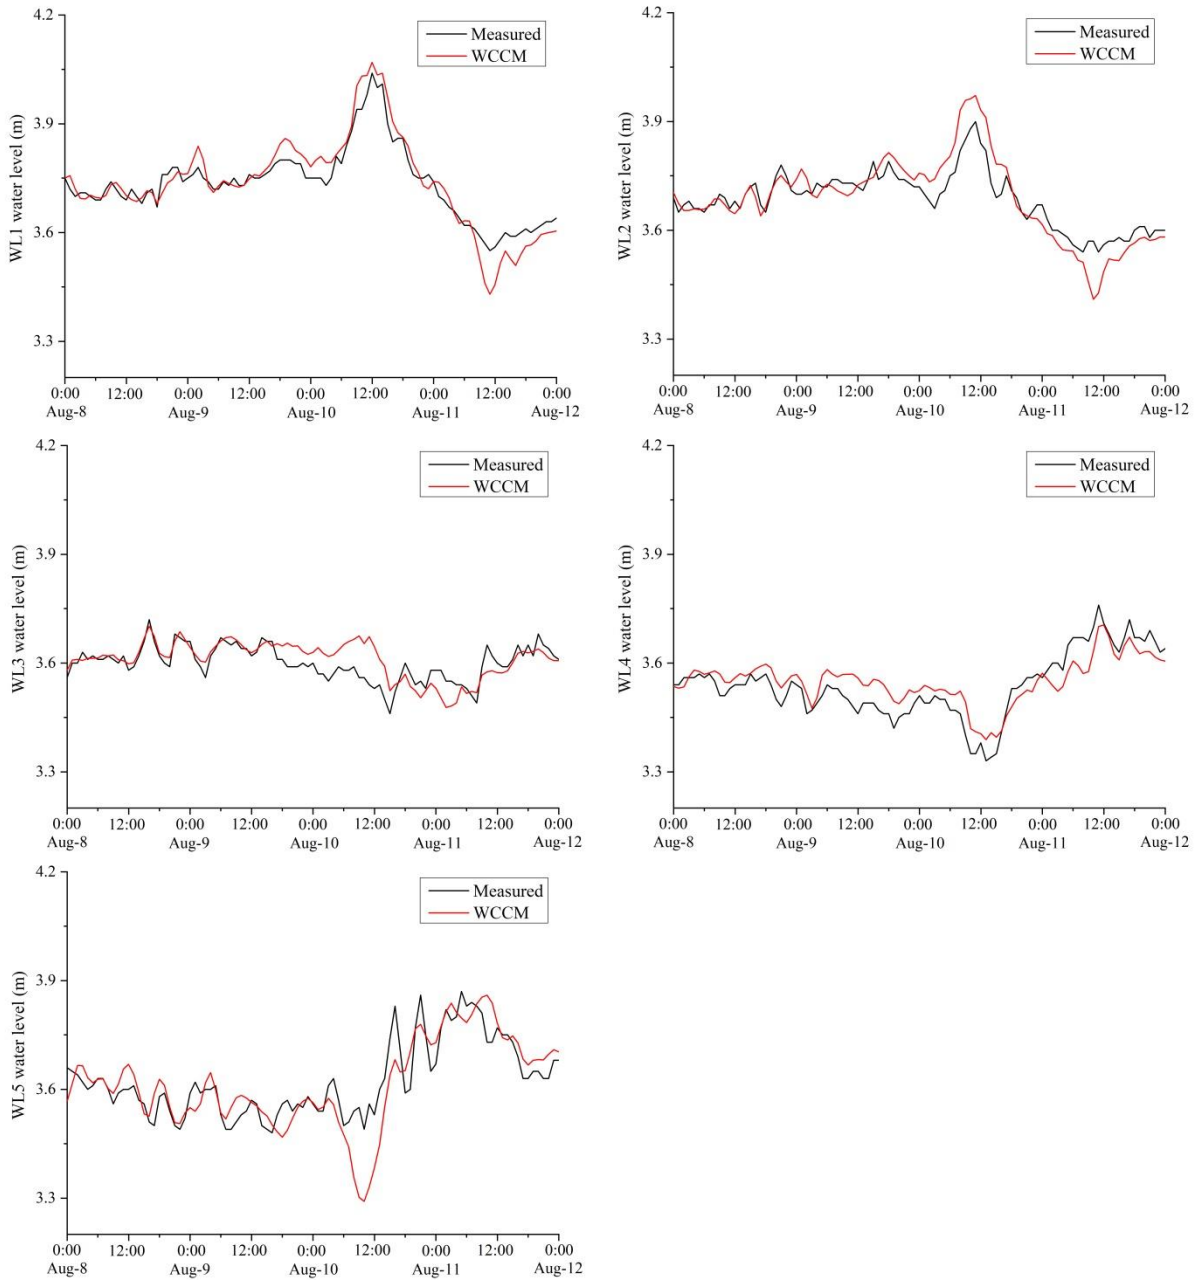 4.2
3.9
3.6
3.3
WL1 water level (m)
Measured
WCCM
0:00 12:00 0:00 12:00 0:00 12:00 0:00 12:00 0:00
Aug-8 Aug-9 Aug-10 Aug-11 Aug-12
4.2
3.9
3.6
3.3
WL2 water level (m)
Measured
WCCM
0:00 12:00 0:00 12:00 0:00 12:00 0:00 12:00 0:00
Aug-8 Aug-9 Aug-10 Aug-11 Aug-12
4.2
3.9
3.6
3.3
WL3 water level (m)
Measured
WCCM
0:00 12:00 0:00 12:00 0:00 12:00 0:00 12:00 0:00
Aug-8 Aug-9 Aug-10 Aug-11 Aug-12
4.2
3.9
3.6
3.3
WL4 water level (m)
Measured
WCCM
0:00 12:00 0:00 12:00 0:00 12:00 0:00 12:00 0:00
Aug-8 Aug-9 Aug-10 Aug-11 Aug-12
4.2
3.9
3.6
3.3
WL5 water level (m)
Measured
WCCM
0:00 12:00 0:00 12:00 0:00 12:00 0:00 12:00 0:00
Aug-8 Aug-9 Aug-10 Aug-11 Aug-12